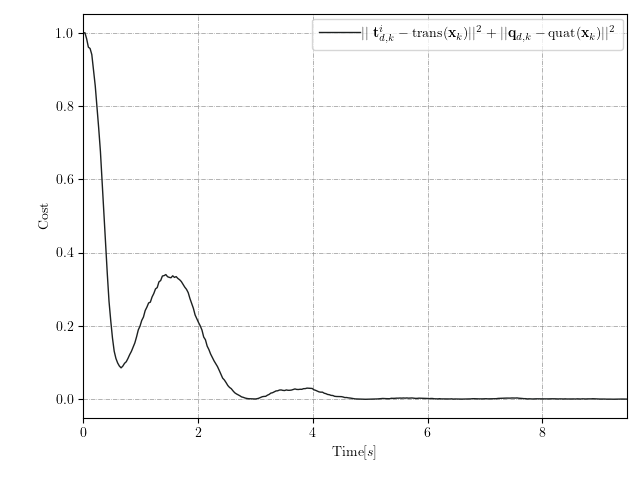 || t^i_{d,k} − trans(x_k)||^2 + ||q_{d,k} − quat(x_k)||^2
1.0
0.8
0.6
0.4
0.2
0.0
Cost
0 2 4 6 8
Time[s]